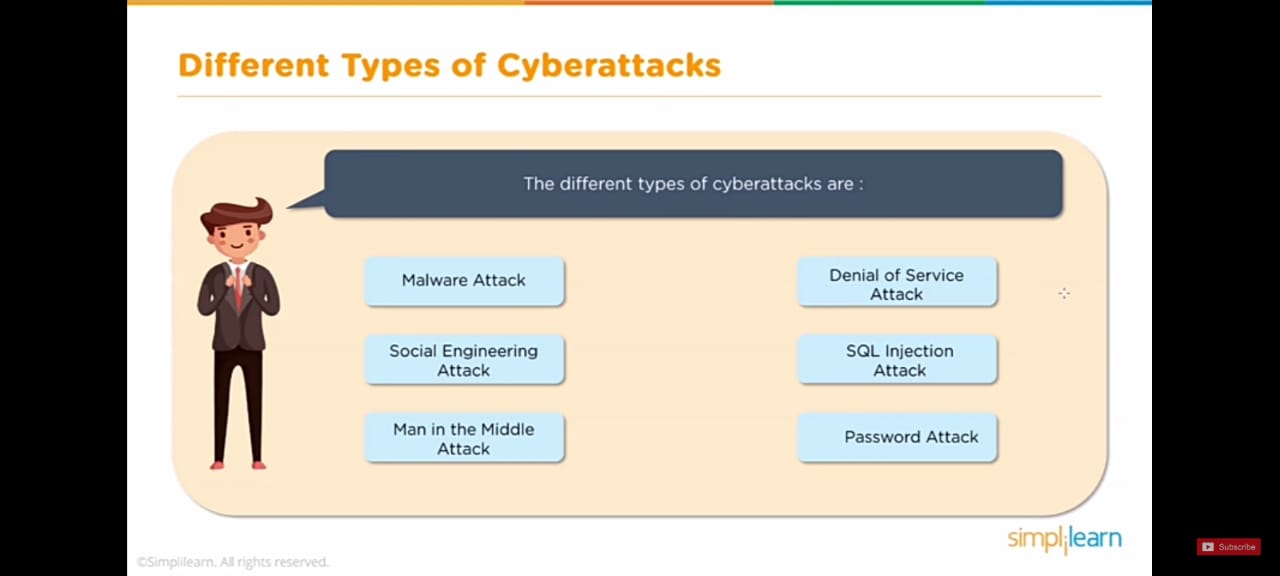 Different Types of Cyberattacks
The different types of cyberattacks are :
Malware Attack
Denial of Service
Attack
Social Engineering
Attack
SQL Injection
Attack
Man in the Middle
Attack
Password Attack
simplilearn
©Simplilearn. All rights reserved.
Subscribe